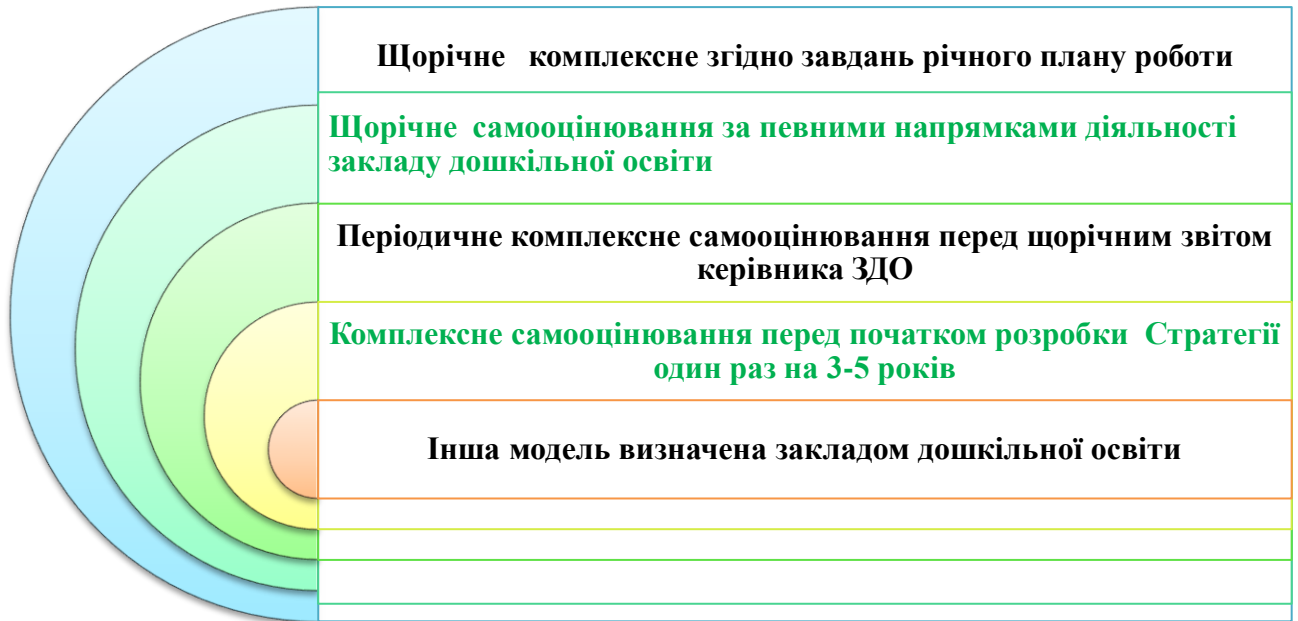 Щорічне комплексне згідно завдань річного плану роботи
Щорічне самооцінювання за певними напрямками діяльності
закладу дошкільної освіти
Періодичне комплексне самооцінювання перед щорічним звітом
керівника ЗДО
Комплексне самооцінювання перед початком розробки Стратегії
один раз на 3-5 років
Інша модель визначена закладом дошкільної освіти